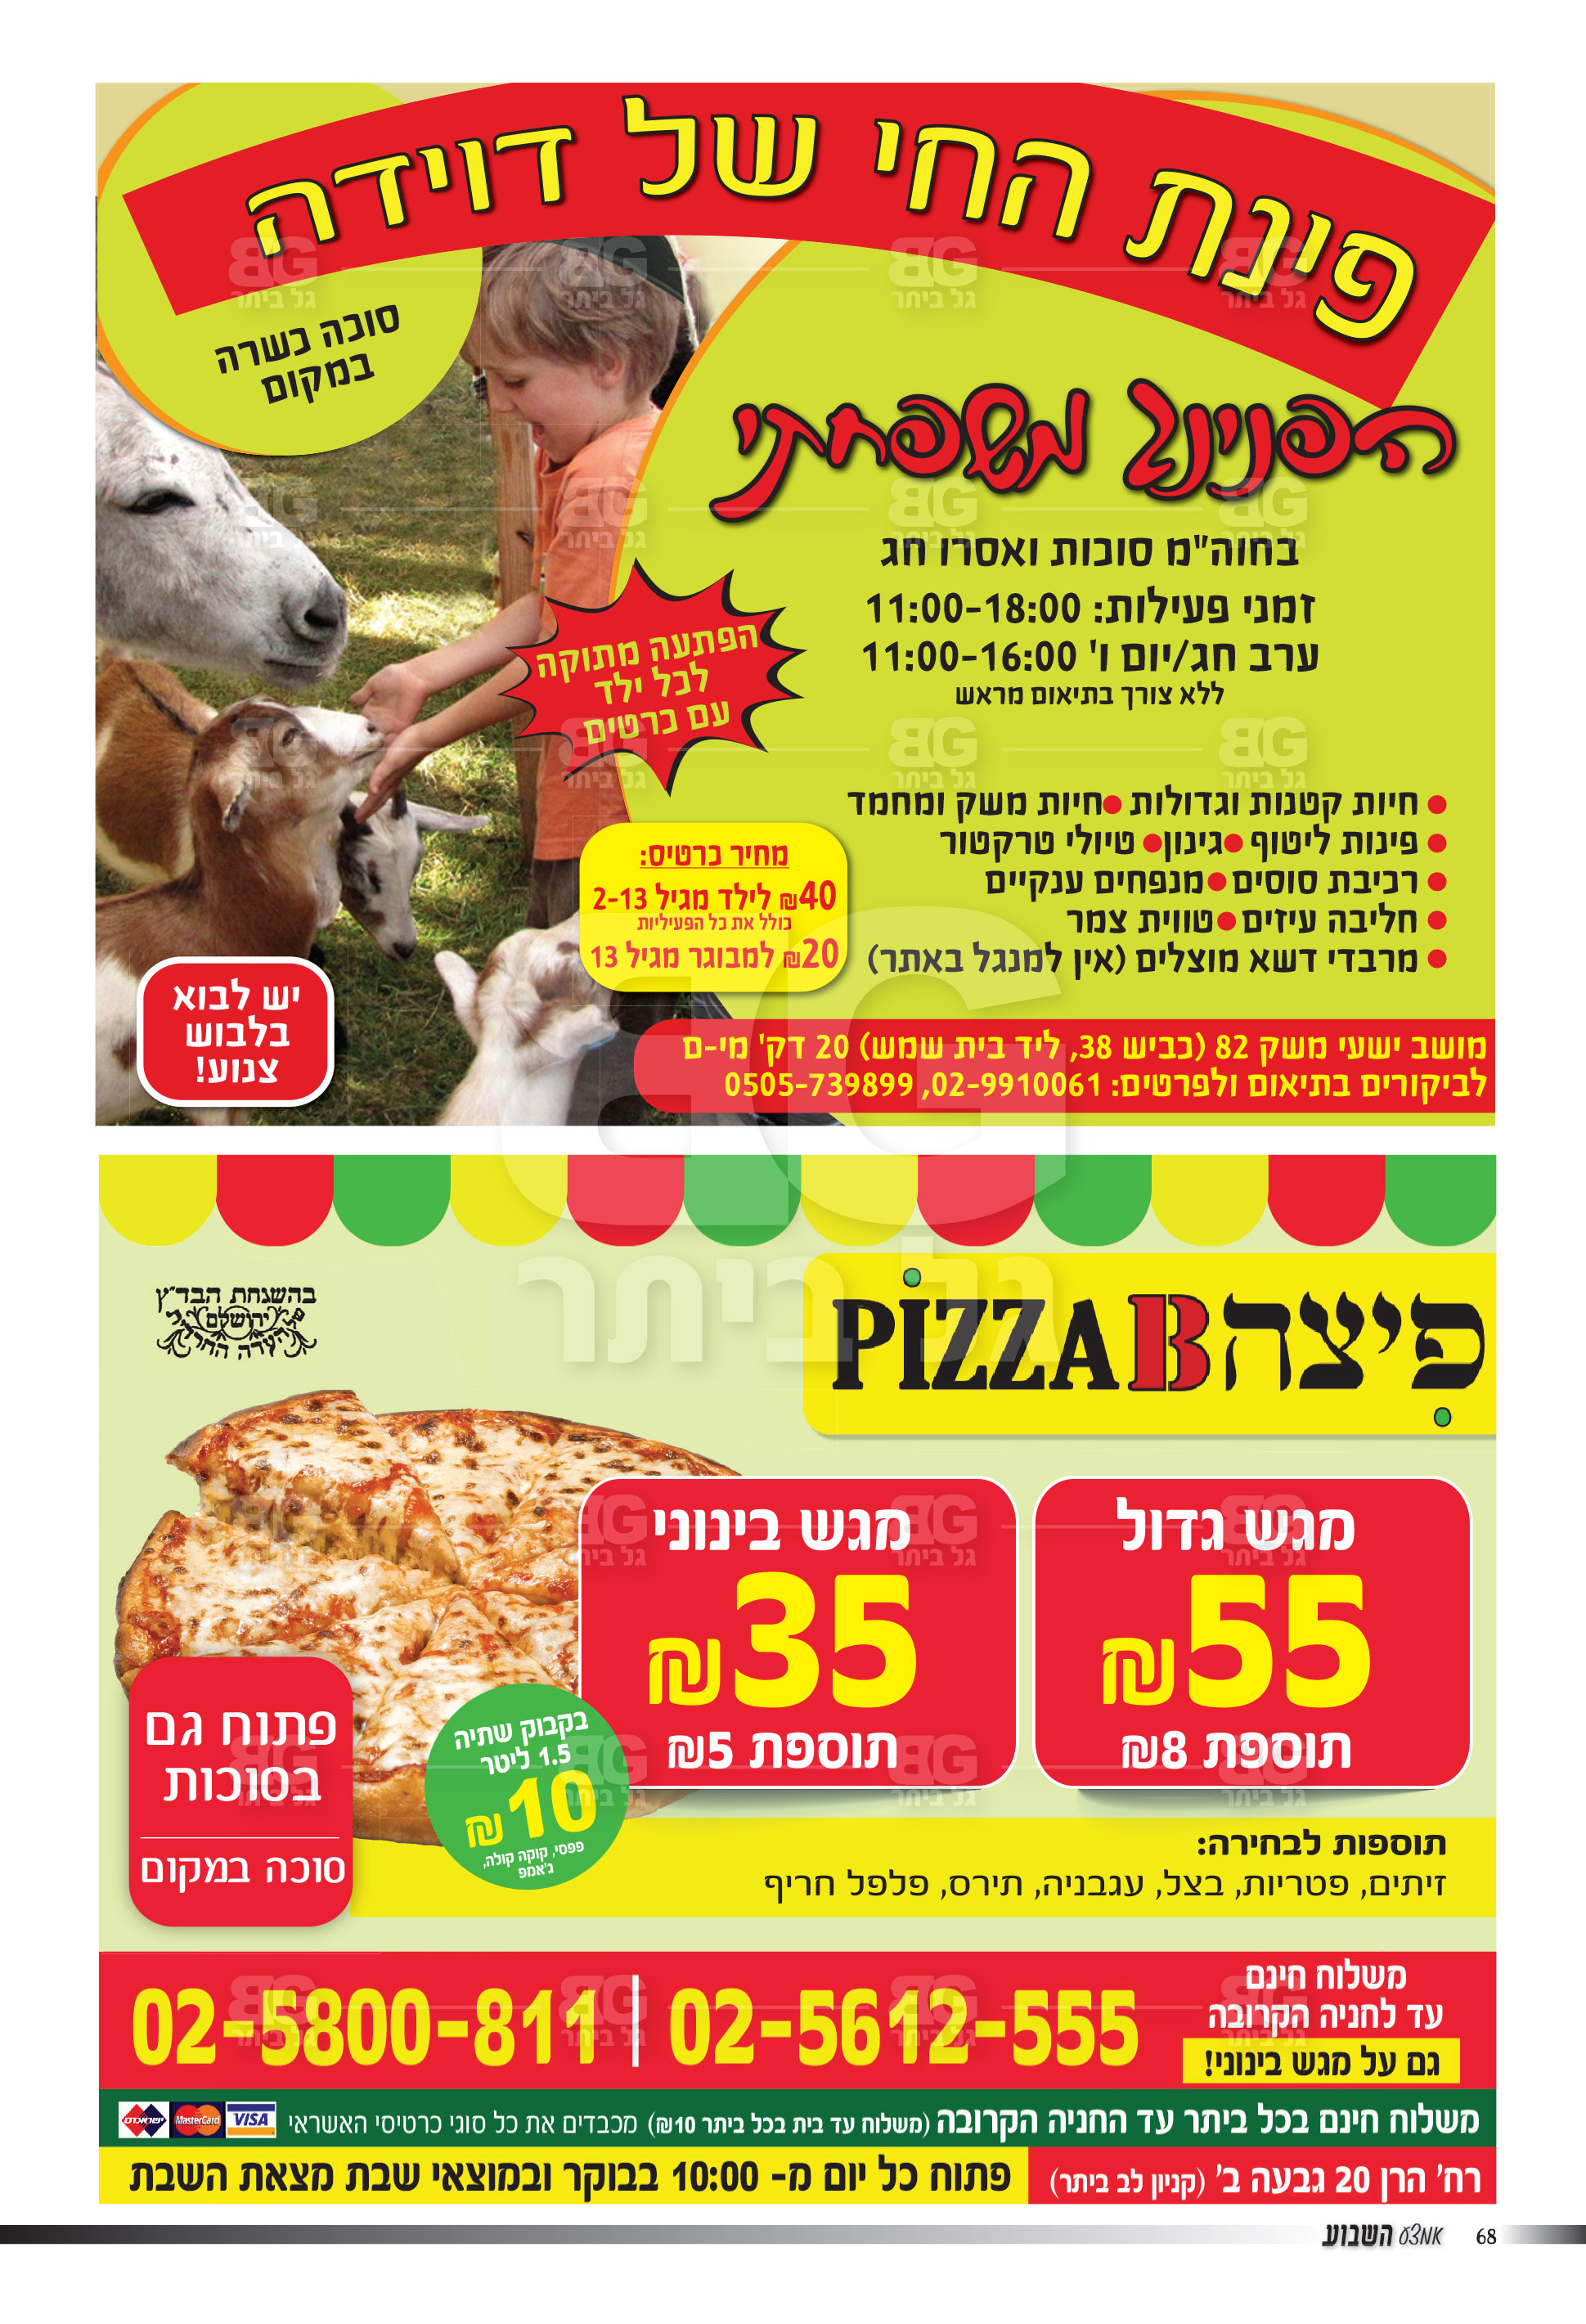 פינת החי של דוידה
סוכה כשרה
במקום
הפנינג משפחתי
בחוה"מ סוכות ואסרו חג
זמני פעילות: 11:00-18:00
ערב חג/יום ו' 11:00-16:00
ללא צורך בתיאום מראש
הפתעה מתוקה
לכל ילד
עם כרטיס
● חיות קטנות וגדולות ● חיות משק ומחמד
● פינות ליטוף ● גינון ● טיולי טרקטור
● רכיבת סוסים ● מנפחים ענקיים
● חליבה עיזים ● טווית צמר
● מרבדי דשא מוצלים (אין למנגל באתר)
מחיר כרטיס:
40₪ לילד מגיל 2-13
כולל את כל הפעילויות
20₪ למבוגר מגיל 13
יש לבוא
בלבוש
צנוע!
מושב ישעי משק 82 (כביש 38, ליד בית שמש) 20 דק' מי-ם
לביקורים בתיאום ולפרטים: 02-9910061, 0505-739899
BG
גל ביתר
בהשגחת הבד"ץ
ירושלם
של העדה החרדית
פיצה B PIZZA
מגש גדול
55₪
תוספת 8₪
מגש בינוני
35₪
תוספת 5₪
בקבוק שתיה
1.5 ליטר
10₪
פפסי, קוקה קולה,
ג'אמפ
פתוח גם
בסוכות
סוכה במקום
תוספות לבחירה:
זיתים, פטריות, בצל, עגבניה, תירס, פלפל חריף
משלוח חינם
עד לחניה הקרובה
גם על מגש בינוני!
02-5612-555 | 02-5800-811
משלוח חינם בכל ביתר עד החניה הקרובה (משלוח עד בית בכל ביתר 10₪) מכבדים את כל סוגי כרטיסי האשראי
VISA MasterCard ישראכרט
רח' הרן 20 גבעה ב' (קניון לב ביתר)
פתוח כל יום מ- 10:00 בבוקר ובמוצאי שבת מצאת השבת
68 אמצע השבוע